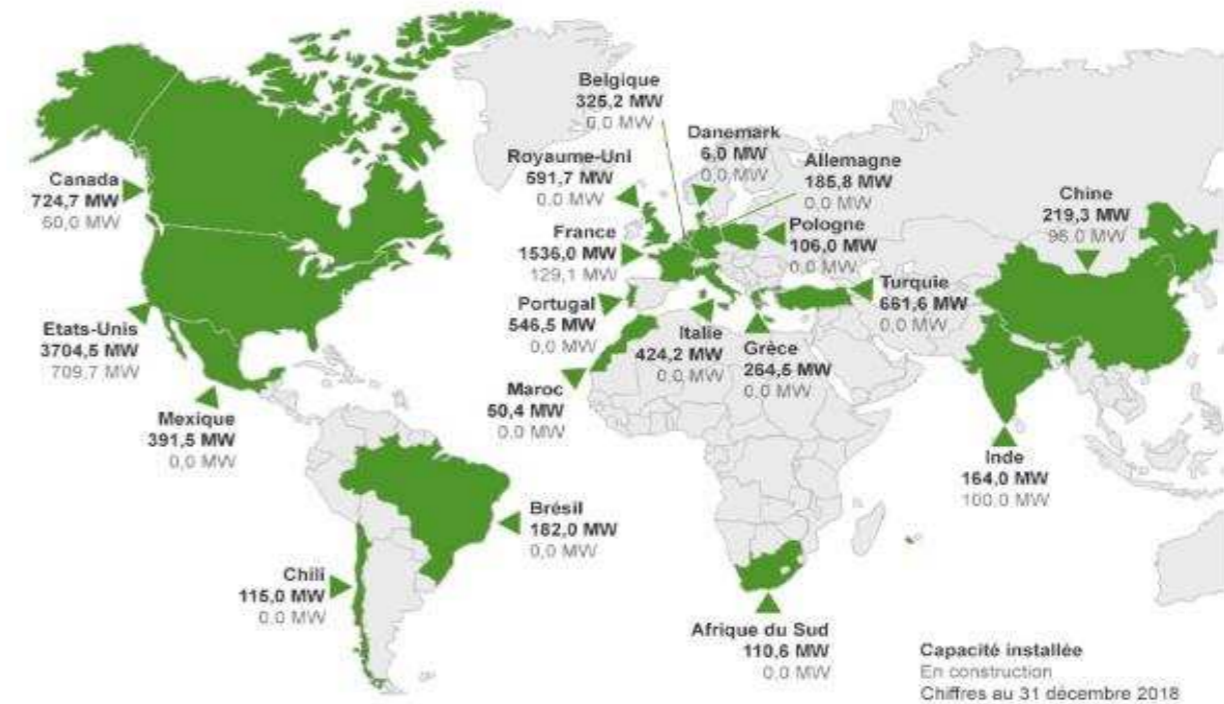 Belgique
325,2 MW
0,0 MW
Danemark
6,0 MW
0,0 MW
Royaume-Uni
591,7 MW
0,0 MW
Allemagne
185,8 MW
0,0 MW
Canada
724,7 MW
60,0 MW
Chine
219,3 MW
96,0 MW
France
1536,0 MW
129,1 MW
Pologne
106,0 MW
0,0 MW
Portugal
546,5 MW
0,0 MW
Turquie
661,6 MW
0,0 MW
Etats-Unis
3704,5 MW
709,7 MW
Italie
424,2 MW
0,0 MW
Grèce
264,5 MW
0,0 MW
Maroc
50,4 MW
0,0 MW
Mexique
391,5 MW
0,0 MW
Inde
164,0 MW
100,0 MW
Brésil
182,0 MW
0,0 MW
Chili
115,0 MW
0.0 MW
Afrique du Sud
110,6 MW
0.0 MW
Capacité installée
En construction
Chiffres au 31 décembre 2018